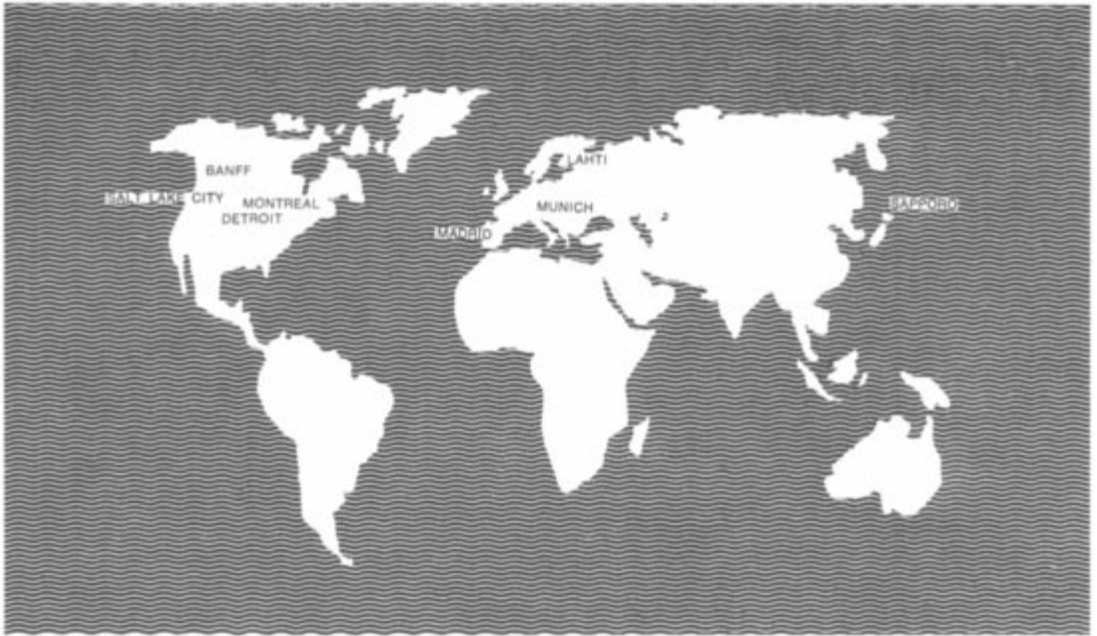 LAHTI
BANFF
SALT LAKE CITY
MONTREAL
DETROIT
MUNICH
MADRID
SAPPORO